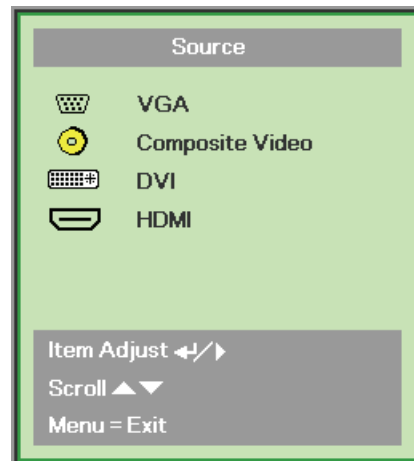 Source
VGA
Composite Video
DVI
HDMI
Item Adjust ↵/▶
Scroll ▲▼
Menu = Exit